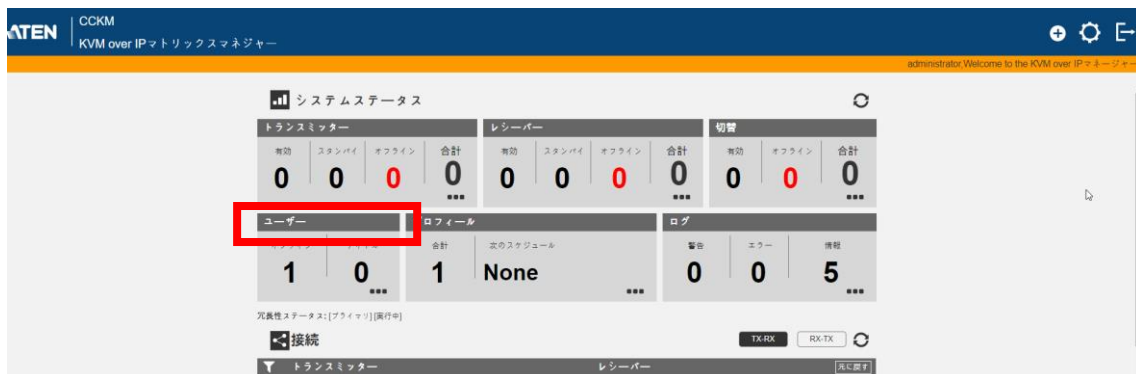 ATEN
CCKM
KVM over IPマトリックスマネジャー
administrator,Welcome to the KVM over IPマネージャー
システムステータス
トランスミッター レシーバー 切替
有効 スタンバイ オフライン 合計 有効 スタンバイ オフライン 合計 有効 オフライン 合計
0 0 0 0 0 0 0 0 0 0 0
ユーザー ロフィール ログ
合計 次のスケジュール 警告 エラー 情報
1 0 1 None 0 0 5
冗長性ステータス:[プライマリ][実行中]
接続 TX-RX RX-TX
トランスミッター レシーバー 元に戻す